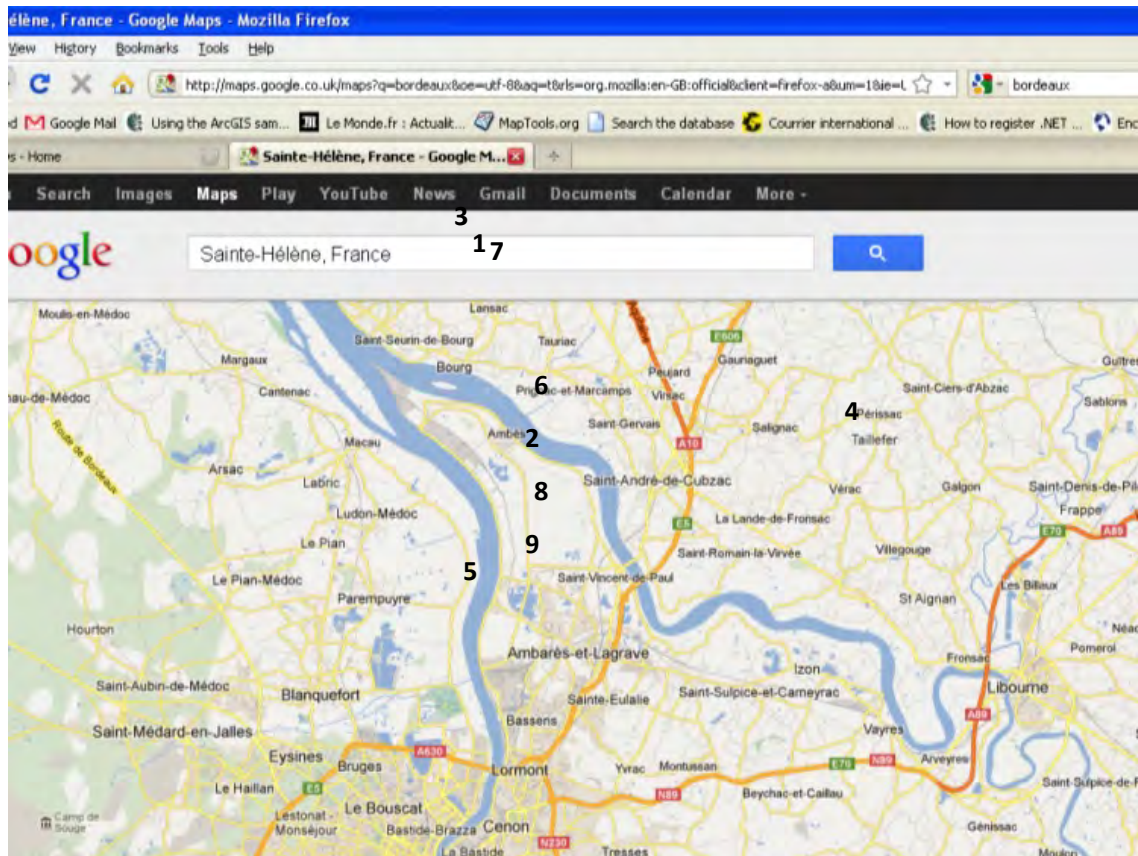 élène, France - Google Maps - Mozilla Firefox
View History Bookmarks Tools Help
http://maps.google.co.uk/maps?q=bordeaux&oe=utf-8&aq=t&rls=org.mozilla:en-GB:official&client=firefox-a&um=1&ie=U bordeaux
d Google Mail Using the ArcGIS sam... Le Monde.fr : Actualit... MapTools.org Search the database Courrier international ... How to register .NET ... Enc
s - Home Sainte-Hélène, France - Google M...
Search Images Maps Play YouTube News Gmail Documents Calendar More
3
oogle Sainte-Hélène, France 1 7
Moulis-en-Médoc Lansac Aquitaine
Saint-Seurin-de-Bourg Tauriac E606
Margaux Bourg Peujard Gauriaguet Guîtres
au-de-Médoc Cantenac Prignac-et-Marcamps 6 Virsac Saint-Ciers-d'Abzac Sablons
4 Périssac
Route de Bordeaux Macau Ambès 2 Saint-Gervais A10 Salignac Taillefer
Arsac Labric 8 Saint-André-de-Cubzac Vérac Galgon Saint-Denis-de-Pil
Ludon-Médoc E5 La Lande-de-Fronsac Frappe
E70 A89
Le Pian 9 Saint-Romain-la-Virvée Villegouge
Le Pian-Médoc 5 Saint-Vincent-de-Paul Les Billaux
Parempuyre St Aignan
Hourton Néac
Ambarès-et-Lagrave Izon Fronsac Pomerol
Saint-Aubin-de-Médoc Blanquefort Sainte-Eulalie Saint-Sulpice-et-Cameyrac Libourne
Saint-Médard-en-Jalles Bassens Vayres A89
Eysines Bruges A630 Lormont Yvrac Montussan E70 N89 Arveyres
Le Haillan E5 N89 Beychac-et-Caillau Saint-Sulpice-de-F
Camp de Souge Lestonat - Monséjour Le Bouscat Bastide-Brazza Cenon Génissac
N230
La Bastide Tresses Moulon